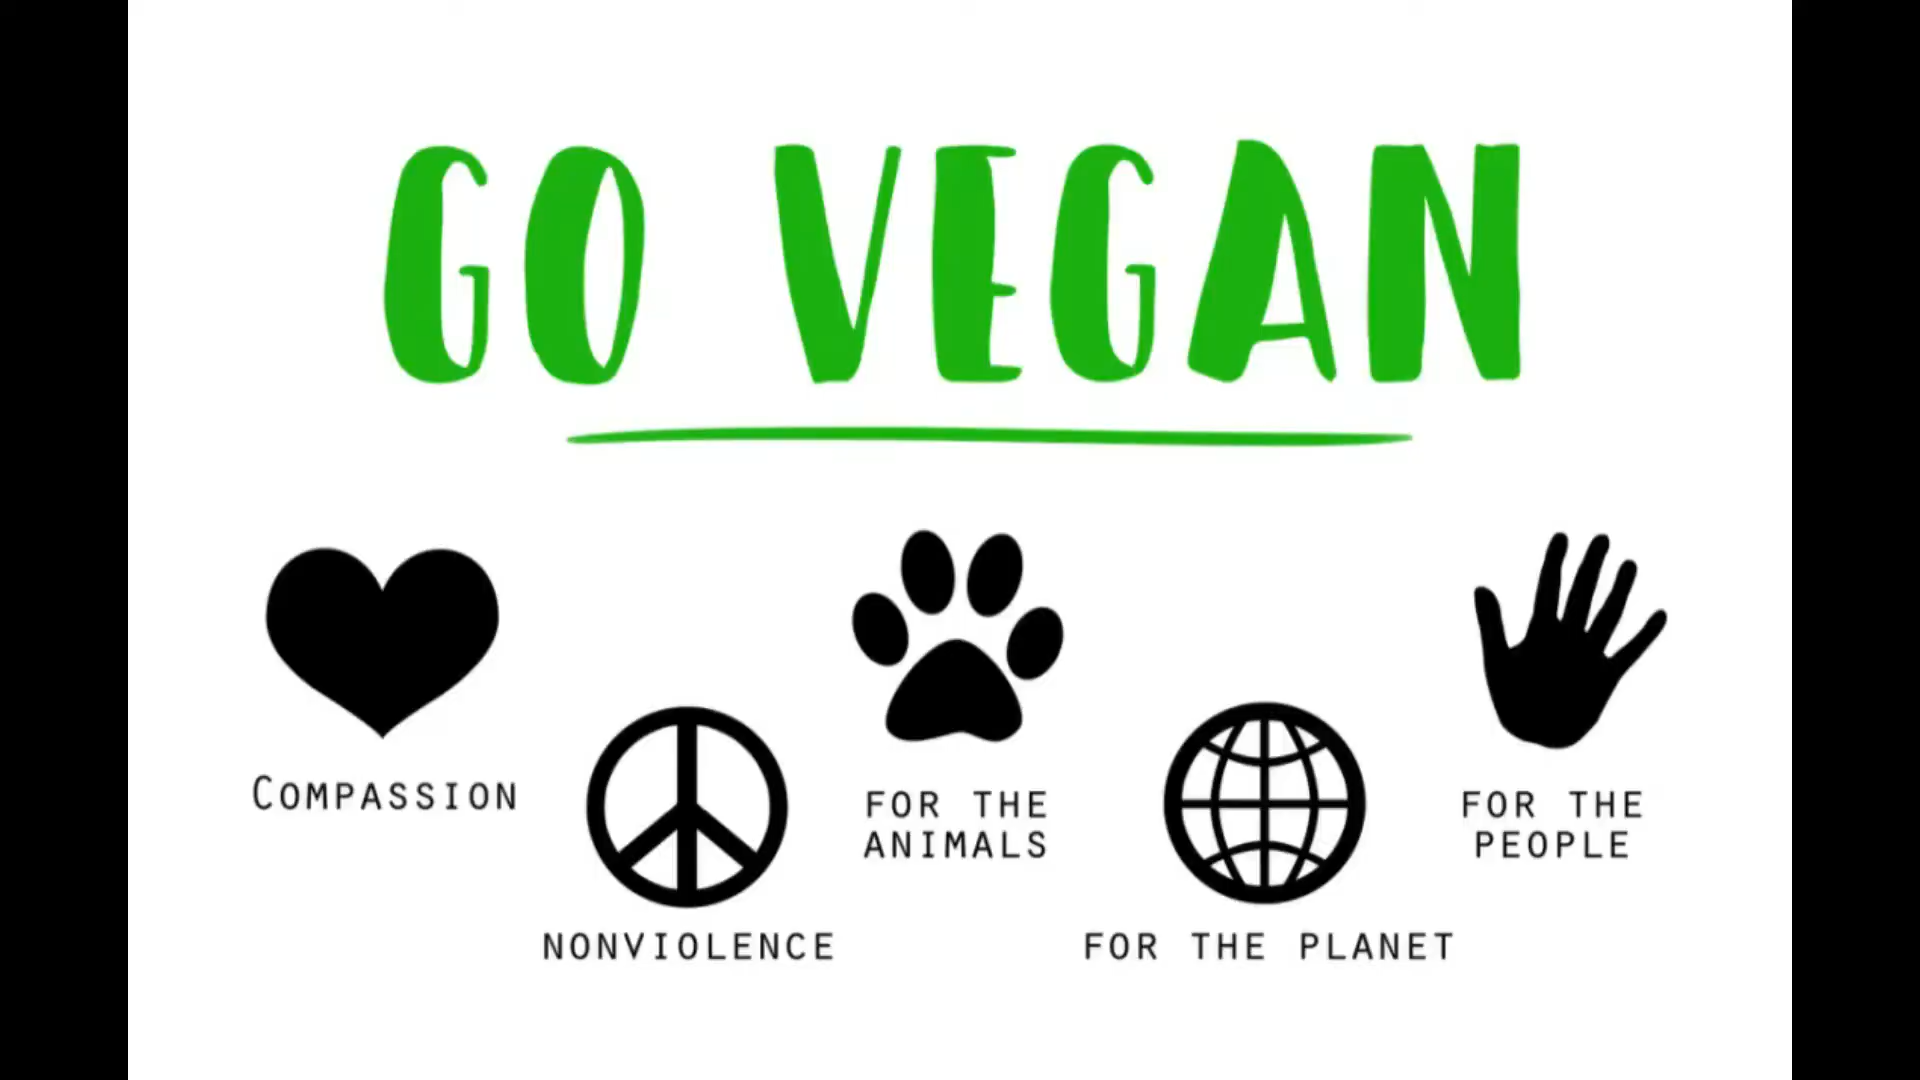 GO VEGAN
COMPASSION
NONVIOLENCE
FOR THE
ANIMALS
FOR THE PLANET
FOR THE
PEOPLE